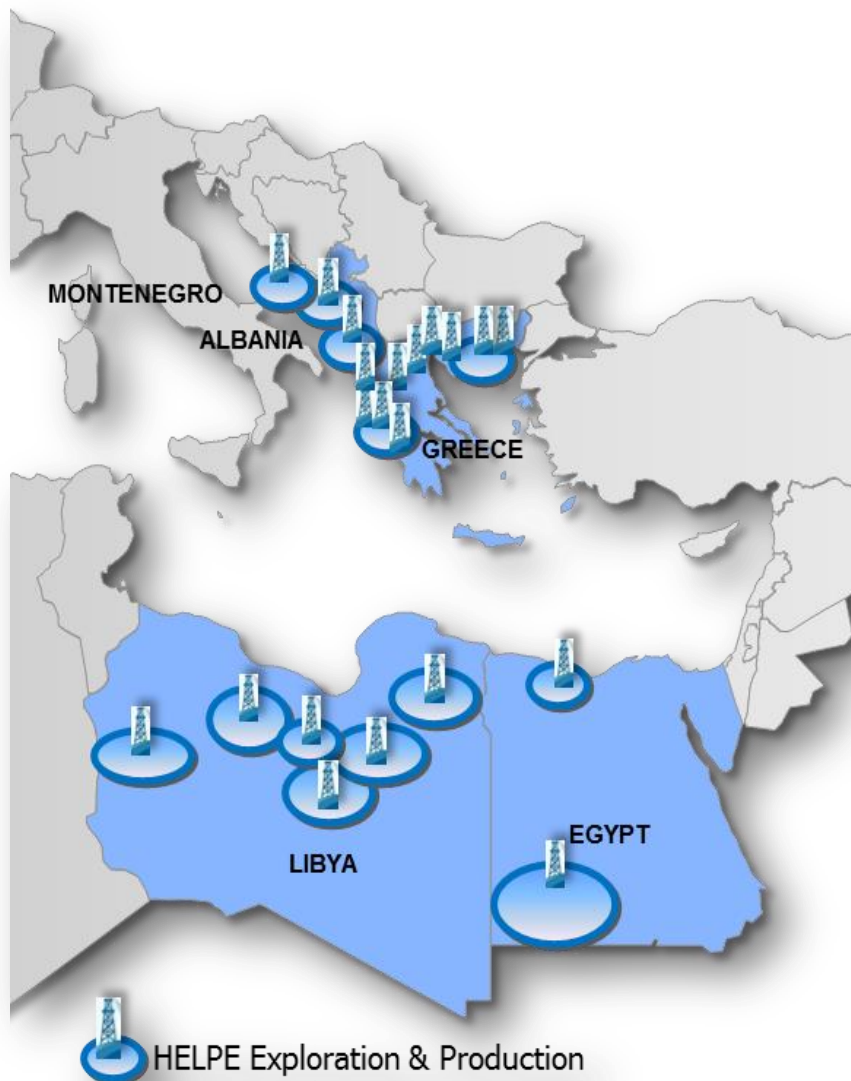 MONTENEGRO
ALBANIA
GREECE
EGYPT
LIBYA
HELPE Exploration & Production